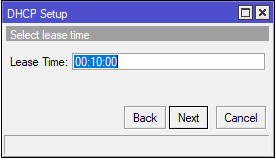 DHCP Setup
Select lease time
Lease Time: 00:10:00
Back Next Cancel